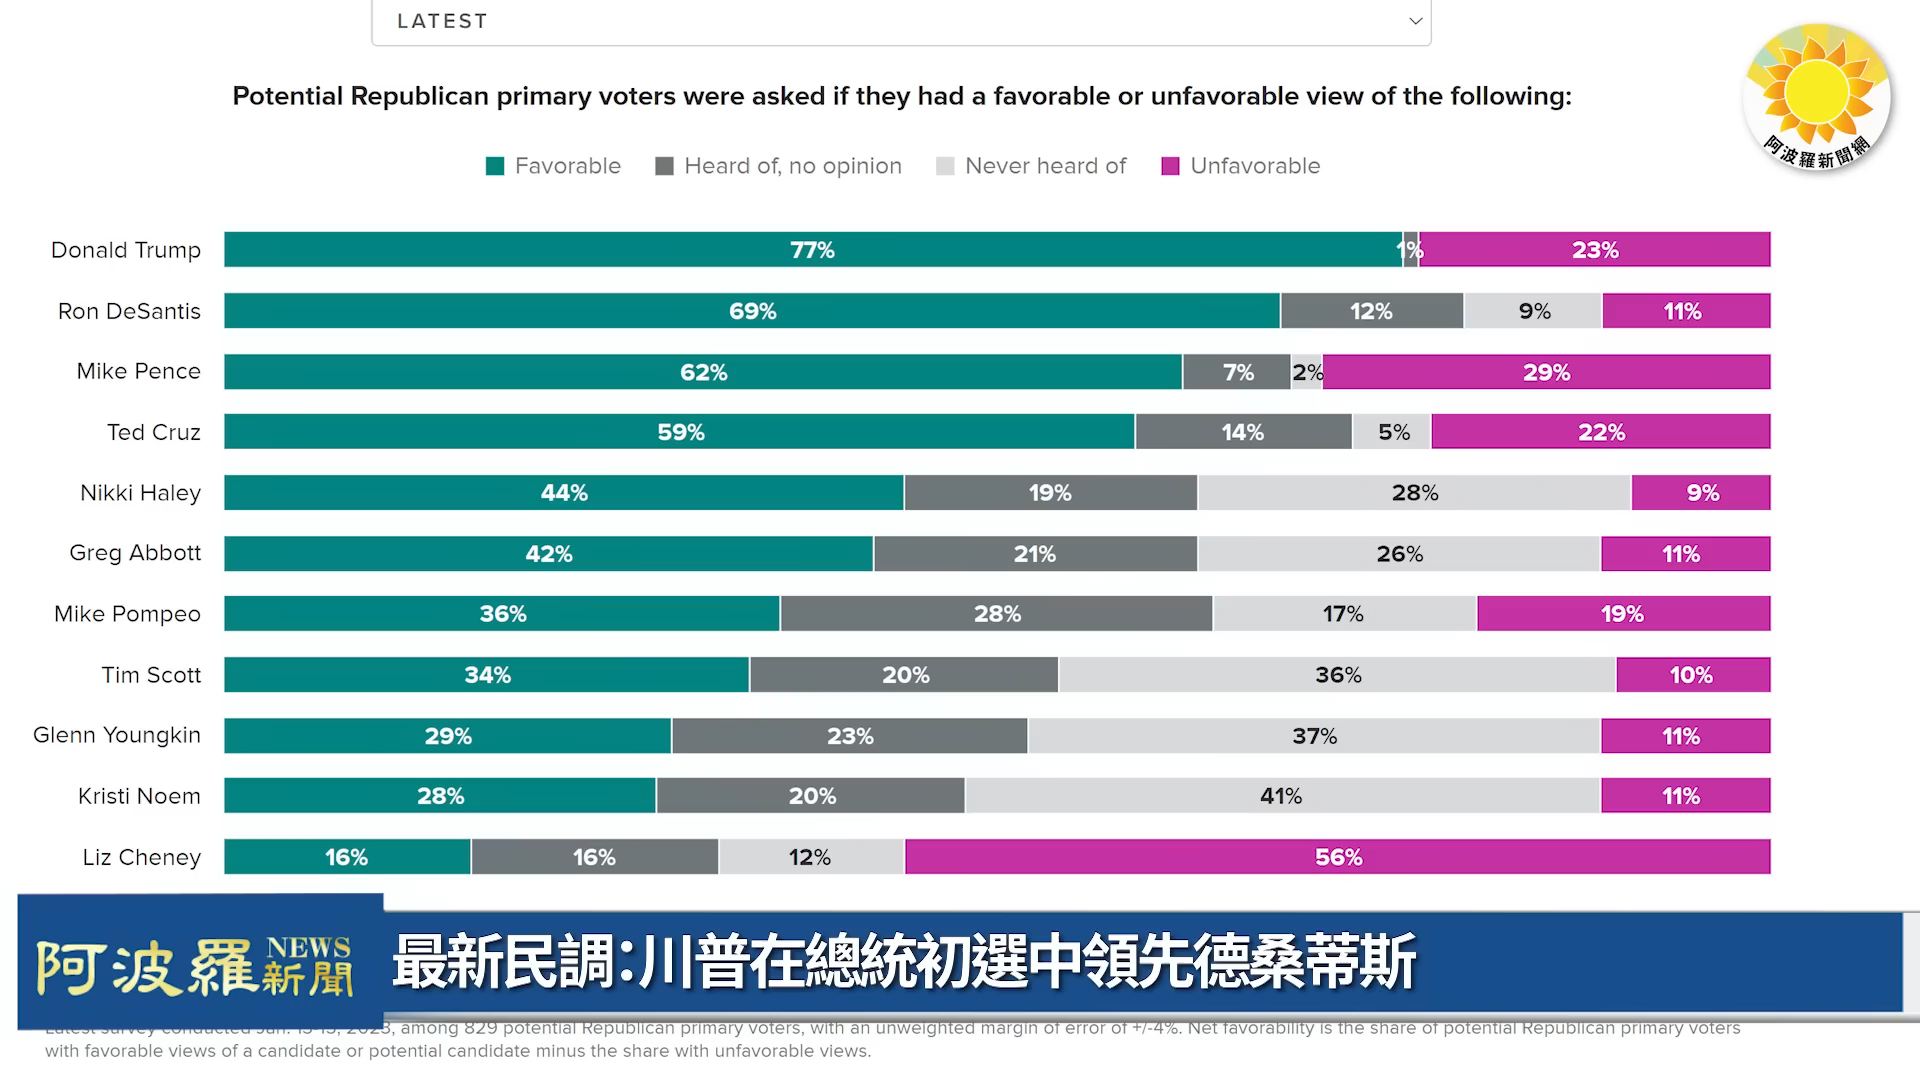 LATEST
Potential Republican primary voters were asked if they had a favorable or unfavorable view of the following:
Favorable Heard of, no opinion Never heard of Unfavorable
阿波羅新聞網
Donald Trump 77% 1% 23%
Ron DeSantis 69% 12% 9% 11%
Mike Pence 62% 7% 2% 29%
Ted Cruz 59% 14% 5% 22%
Nikki Haley 44% 19% 28% 9%
Greg Abbott 42% 21% 26% 11%
Mike Pompeo 36% 28% 17% 19%
Tim Scott 34% 20% 36% 10%
Glenn Youngkin 29% 23% 37% 11%
Kristi Noem 28% 20% 41% 11%
Liz Cheney 16% 16% 12% 56%
阿波羅 NEWS 新聞
最新民調:川普在總統初選中領先德桑蒂斯
Latest survey conducted Jan. 2023, among 829 potential Republican primary voters, with an unweighted margin of error of +/-4%. Net favorability is the share of potential Republican primary voters
with favorable views of a candidate or potential candidate minus the share with unfavorable views.